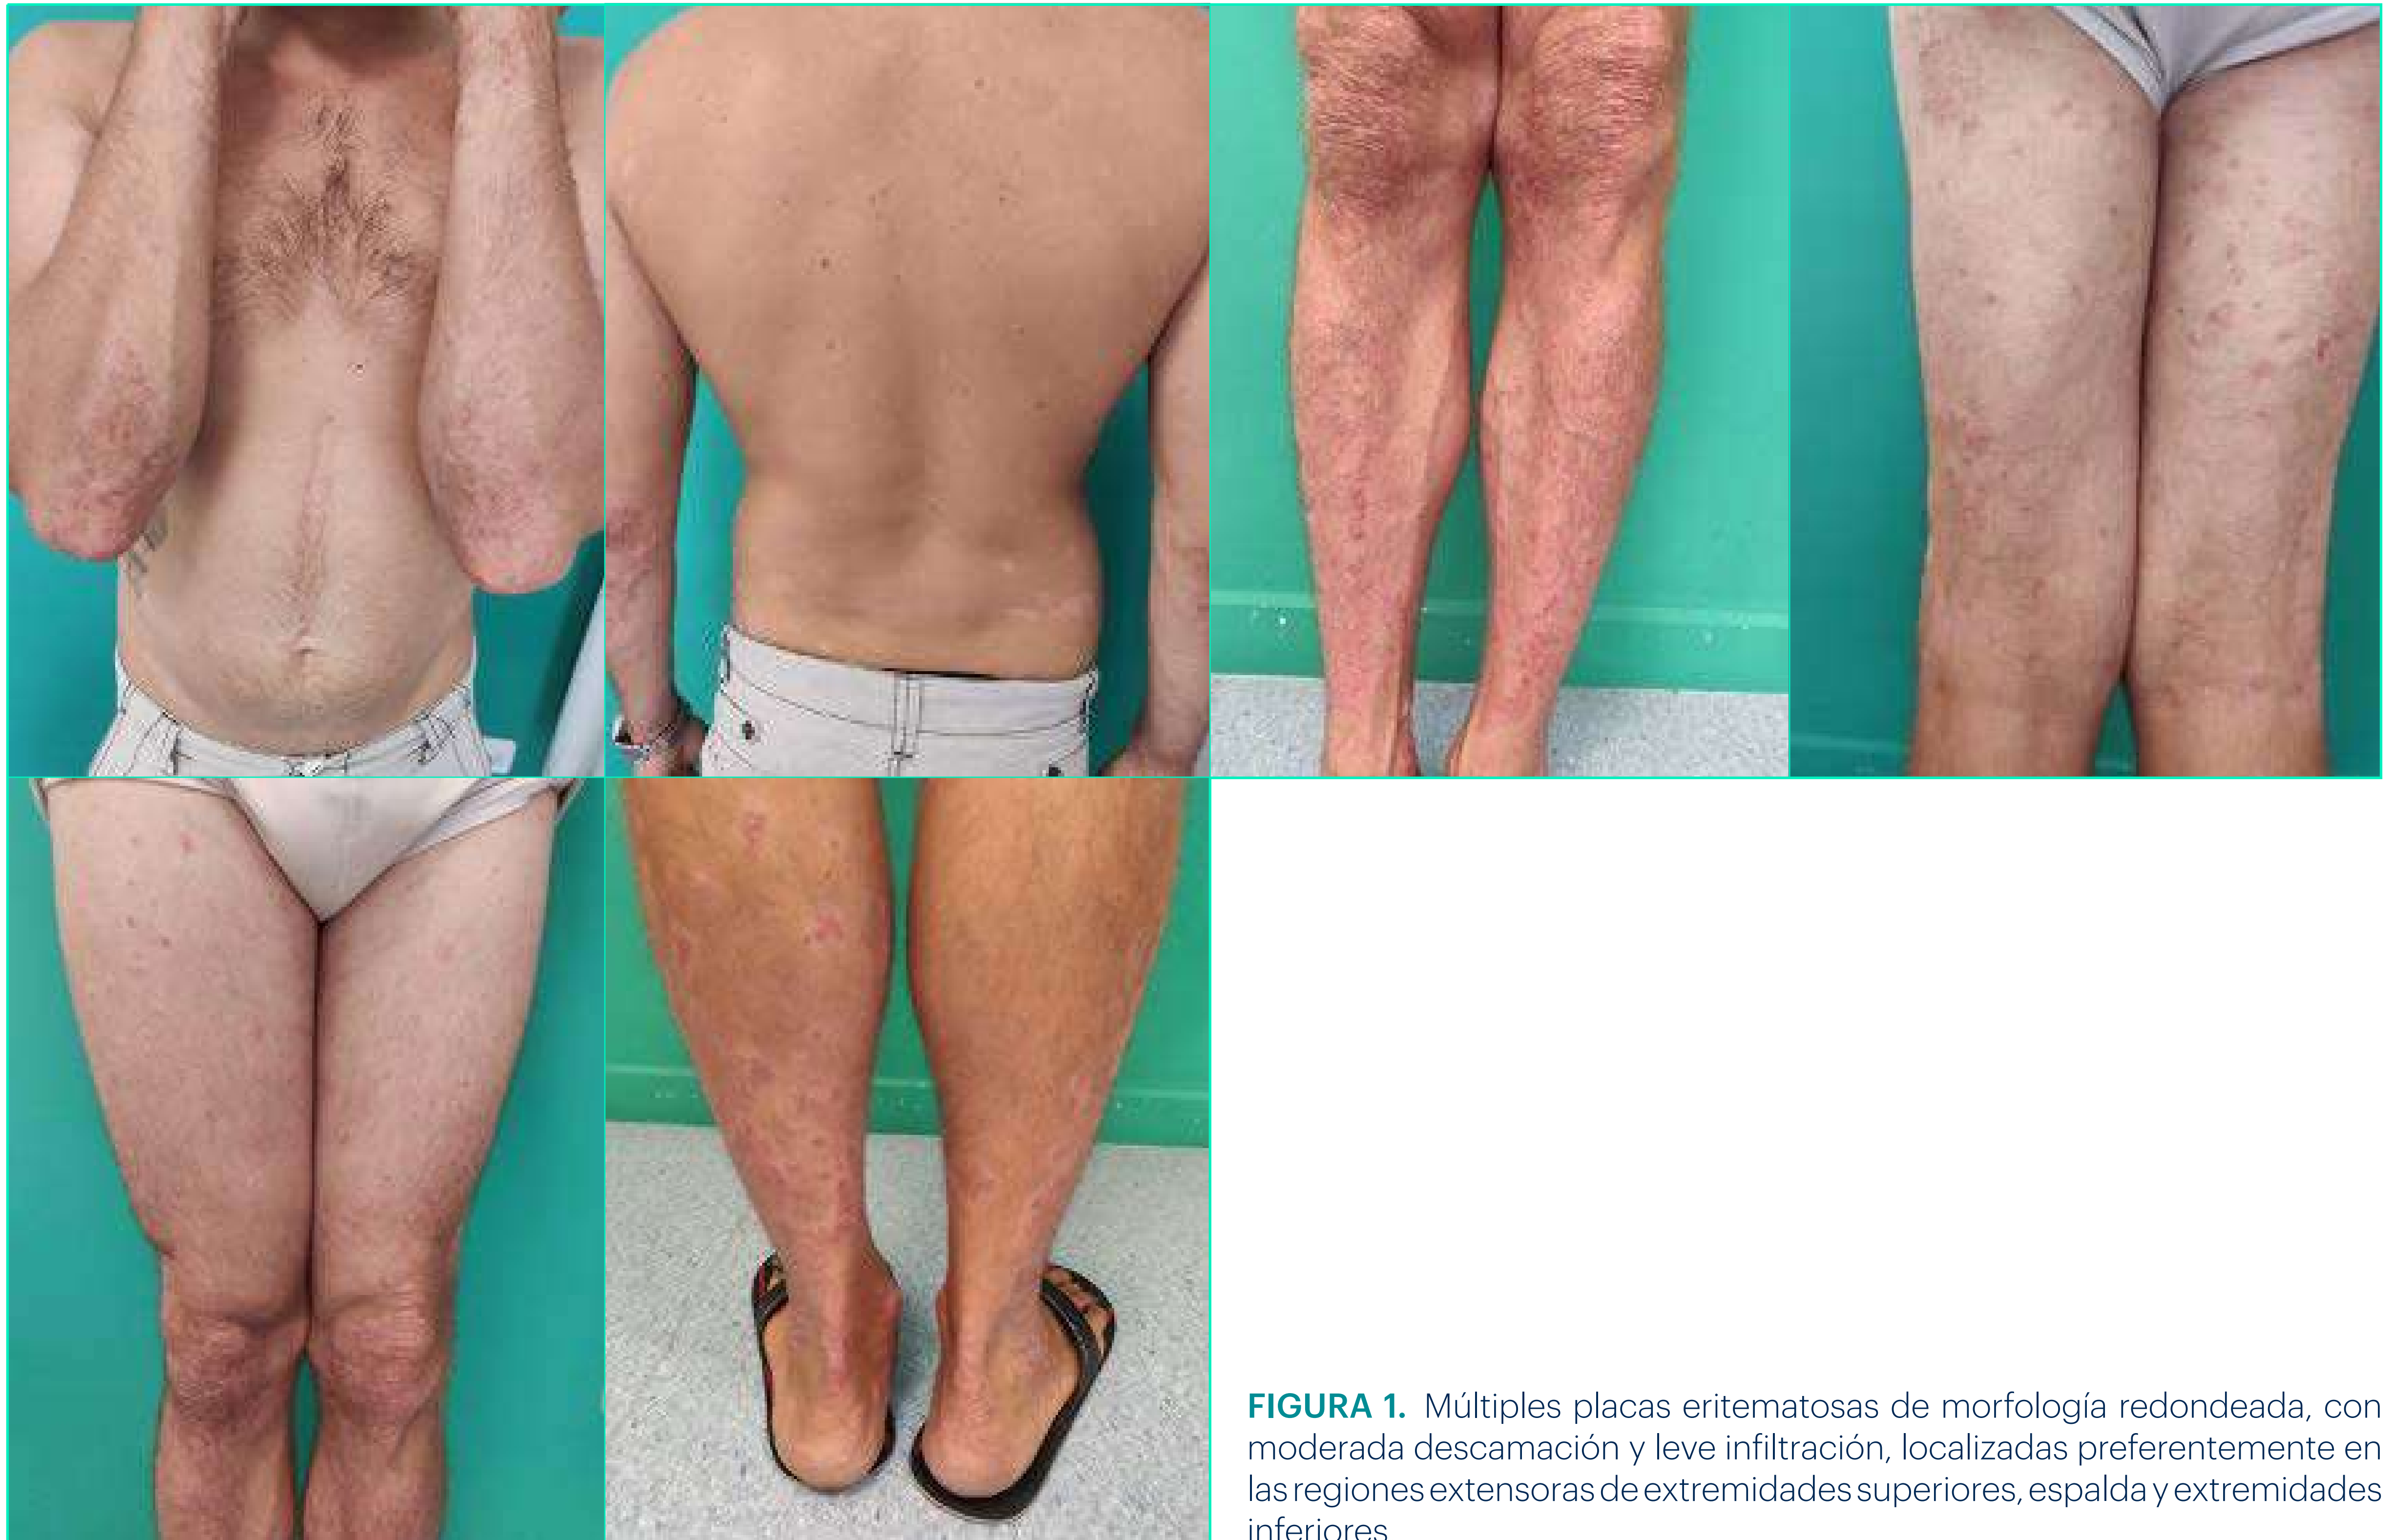 FIGURA 1. Múltiples placas eritematosas de morfología redondeada, con
moderada descamación y leve infiltración, localizadas preferentemente en
las regiones extensoras de extremidades superiores, espalda y extremidades
inferiores